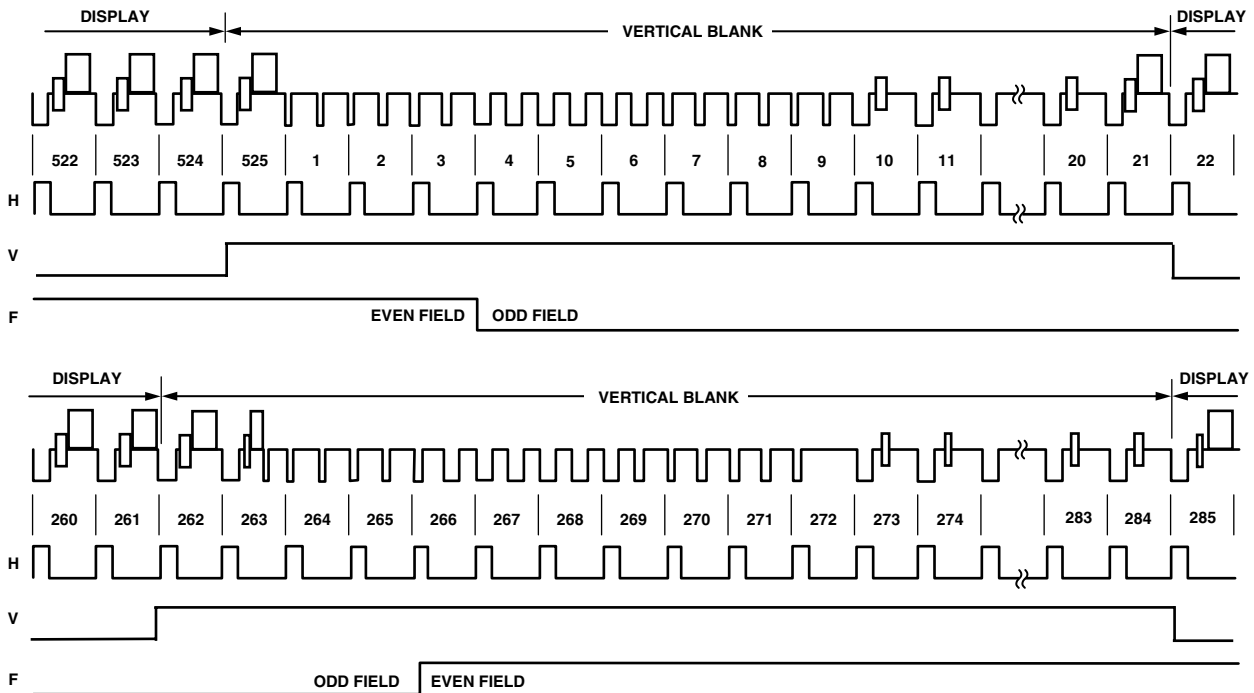 DISPLAY VERTICAL BLANK DISPLAY
522 523 524 525 1 2 3 4 5 6 7 8 9 10 11 20 21 22
H
V
F EVEN FIELD ODD FIELD
DISPLAY VERTICAL BLANK DISPLAY
260 261 262 263 264 265 266 267 268 269 270 271 272 273 274 283 284 285
H
V
F ODD FIELD EVEN FIELD